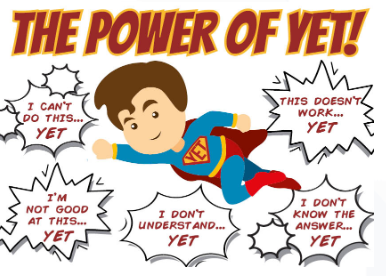 THE POWER OF YET!
I CAN'T
DO THIS...
YET
THIS DOESN'T
WORK...
YET
YET
I'M
NOT GOOD
AT THIS...
YET
I DON'T
UNDERSTAND...
YET
I DON'T
KNOW THE
ANSWER...
YET